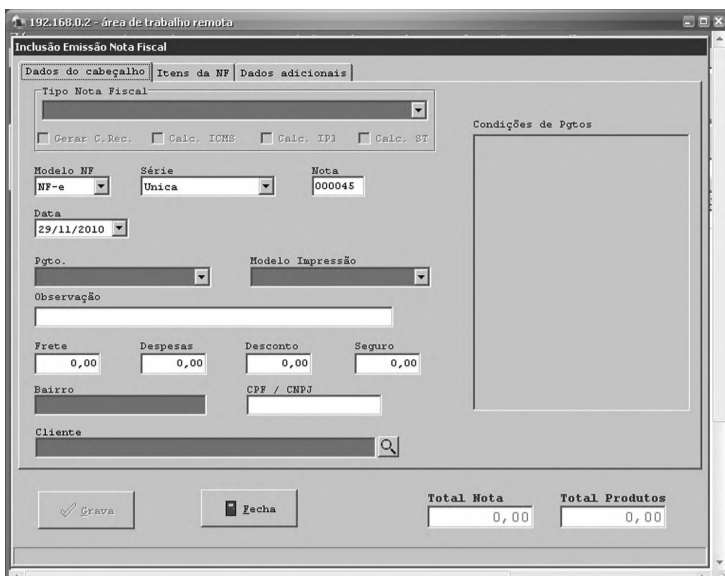 192.168.0.2 - área de trabalho remota
Inclusão Emissão Nota Fiscal
Dados do cabeçalho Itens da NF Dados adicionais
Tipo Nota Fiscal
Gerar C.Rec. Calc. ICMS Calc. IPI Calc. ST
Condições de Pgtos
Modelo NF Série Nota
NF-e Unica 000045
Data
29/11/2010
Pgto. Modelo Impressão
Observação
Frete Despesas Desconto Seguro
0,00 0,00 0,00 0,00
Bairro CPF / CNPJ
Cliente
Grava Fecha
Total Nota Total Produtos
0,00 0,00